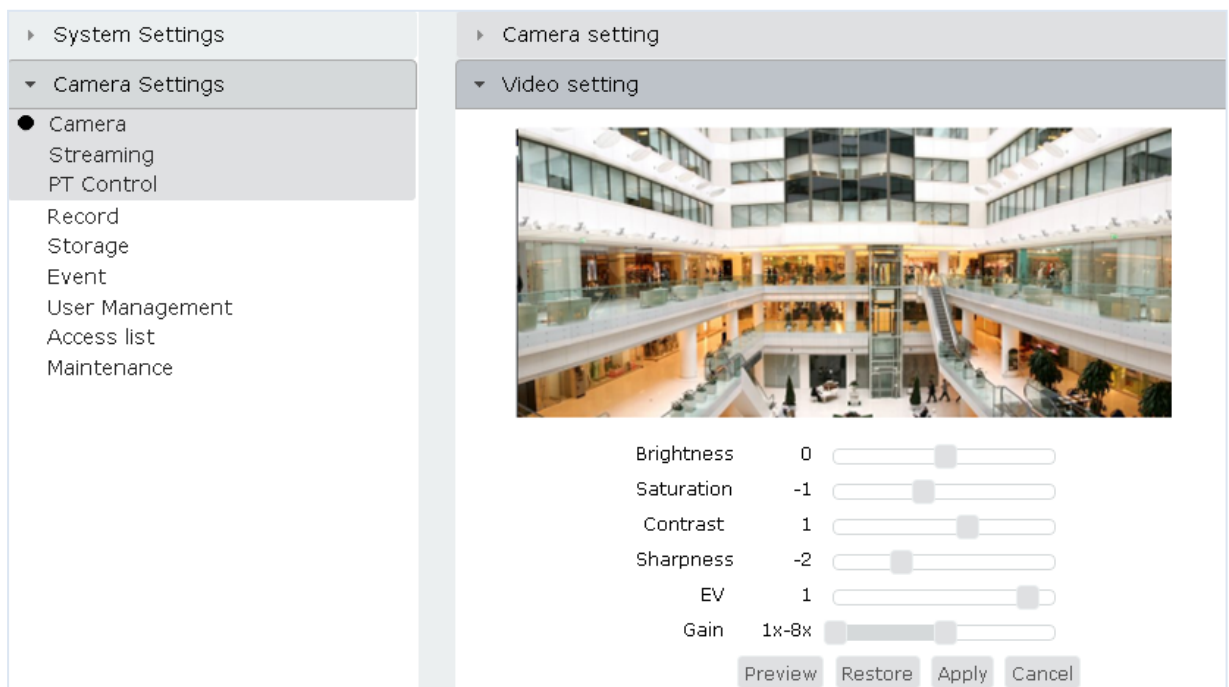 System Settings
Camera Settings
Camera
Streaming
PT Control
Record
Storage
Event
User Management
Access list
Maintenance
Camera setting
Video setting
Brightness 0
Saturation -1
Contrast 1
Sharpness -2
EV 1
Gain 1x-8x
Preview Restore Apply Cancel